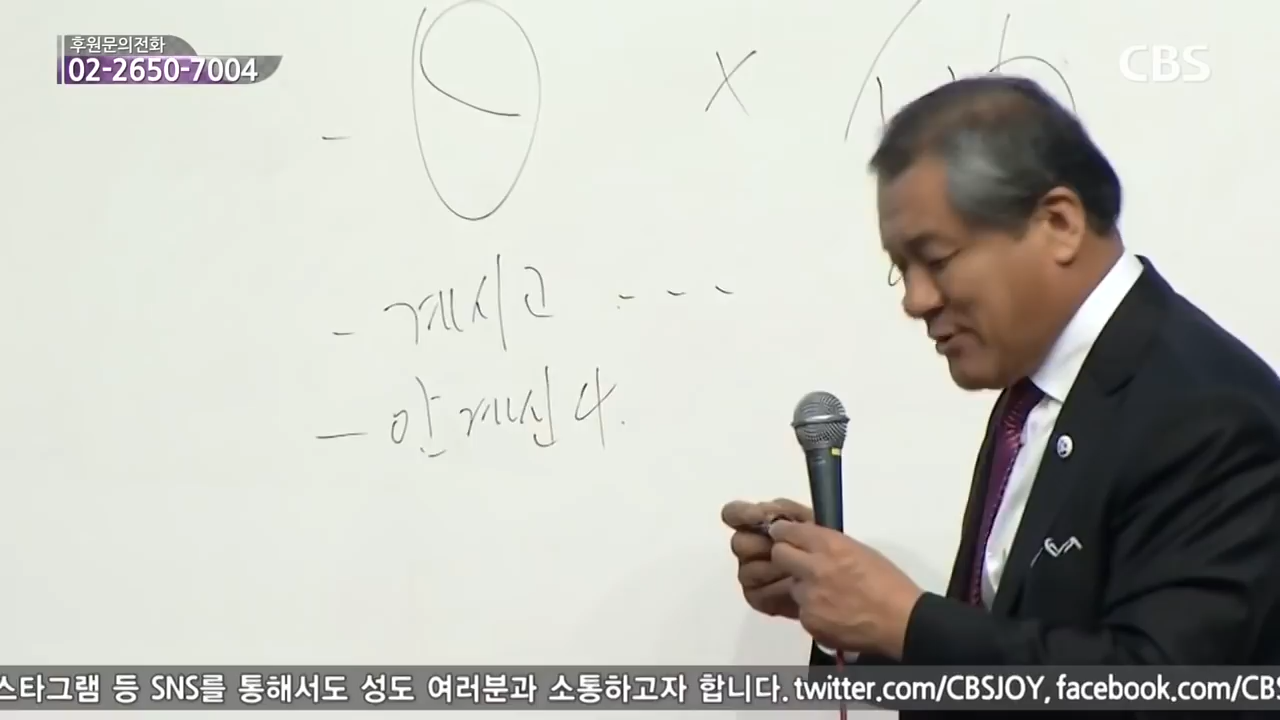 후원문의전화
02-2650-7004
CBS
x
- 계시고 - - -
- 안계신다.
스타그램 등 SNS를 통해서도 성도 여러분과 소통하고자 합니다. twitter.com/CBSJOY, facebook.com/CBS